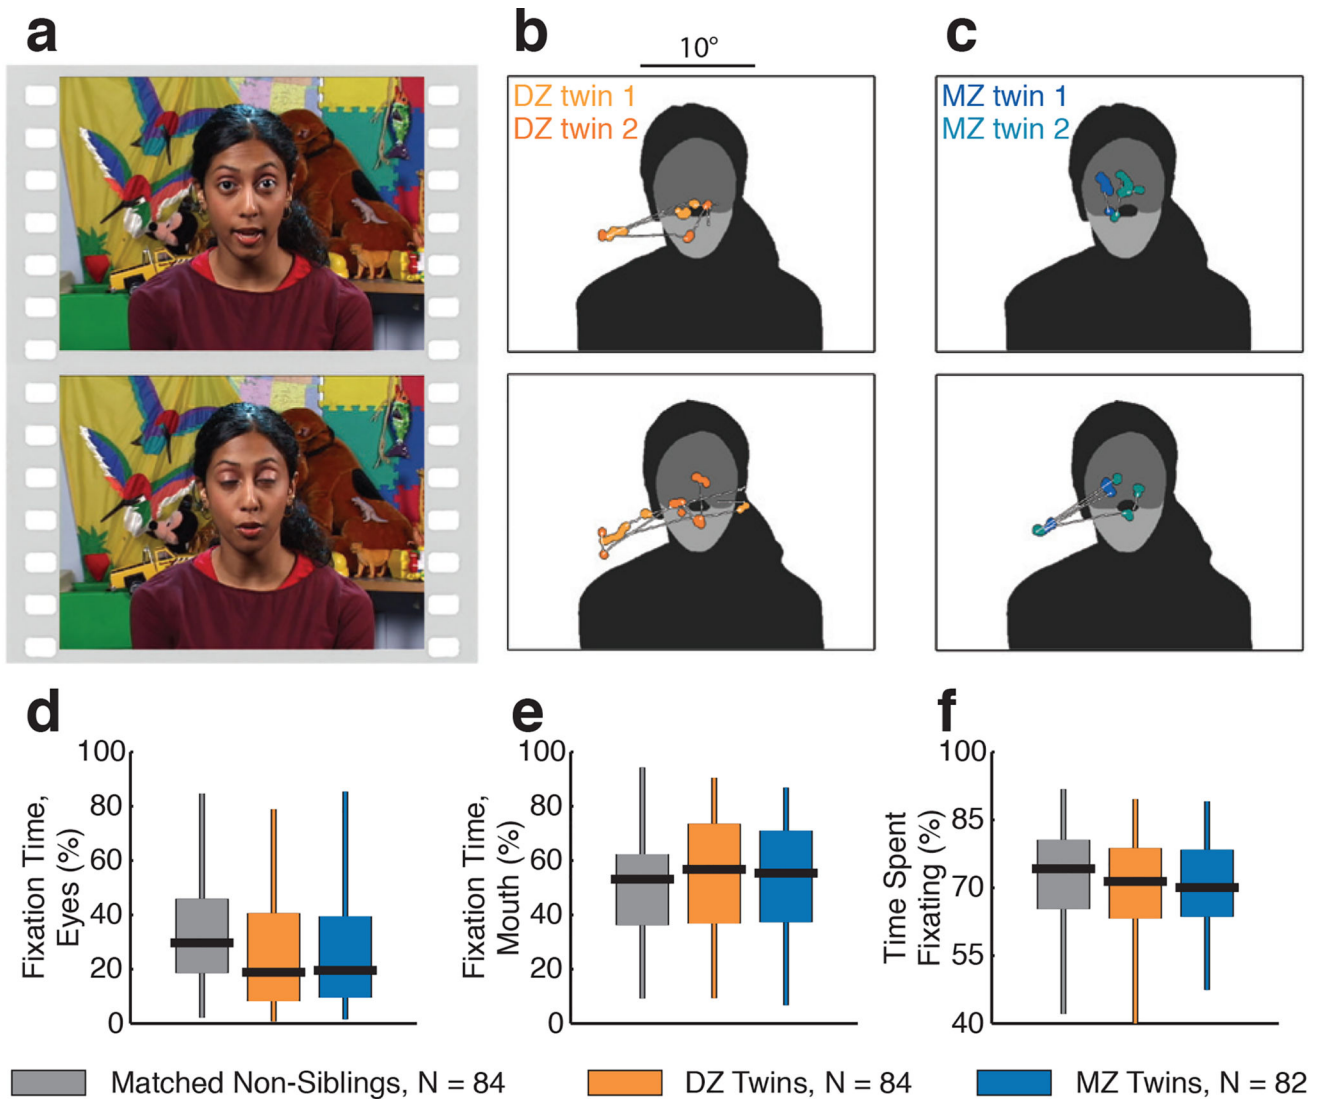 a
b
c
10°
DZ twin 1
DZ twin 2
MZ twin 1
MZ twin 2
d
Fixation Time,
Eyes (%)
100
80
60
40
20
0
e
Fixation Time,
Mouth (%)
100
80
60
40
20
0
f
Time Spent
Fixating (%)
100
85
70
55
40
Matched Non-Siblings, N = 84
DZ Twins, N = 84
MZ Twins, N = 82